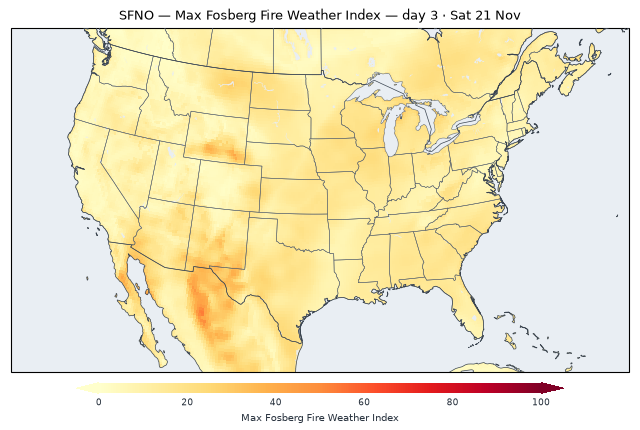 SFNO — Max Fosberg Fire Weather Index — day 3 · Sat 21 Nov
0 20 40 60 80 100
Max Fosberg Fire Weather Index